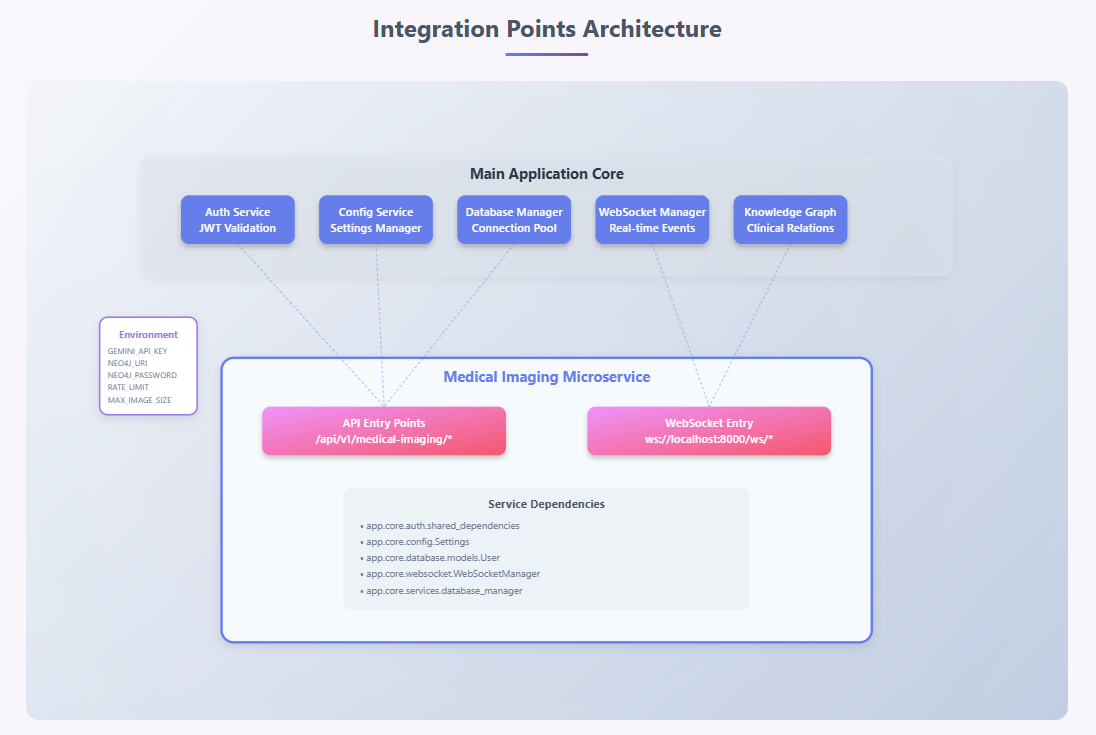 Integration Points Architecture
Main Application Core
Auth Service
JWT Validation
Config Service
Settings Manager
Database Manager
Connection Pool
WebSocket Manager
Real-time Events
Knowledge Graph
Clinical Relations
Environment
GEMINI_API_KEY
NEO4J_URI
NEO4J_PASSWORD
RATE_LIMIT
MAX_IMAGE_SIZE
Medical Imaging Microservice
API Entry Points
/api/v1/medical-imaging/*
WebSocket Entry
ws://localhost:8000/ws/*
Service Dependencies
• app.core.auth.shared_dependencies
• app.core.config.Settings
• app.core.database.models.User
• app.core.websocket.WebSocketManager
• app.core.services.database_manager